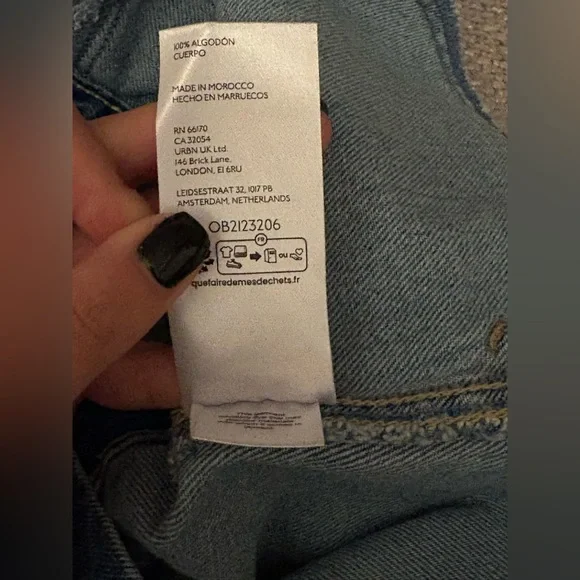 100% ALGODÓN
CUERPO
MADE IN MOROCCO
HECHO EN MARRUECOS
RN 66170
CA 32054
URBN UK Ltd.
146 Brick Lane,
LONDON, E1 6RU
LEIDSESTRAAT 32, 1017 PB
AMSTERDAM, NETHERLANDS
OB2123206
FR
OU
quefairedemesdechets.fr